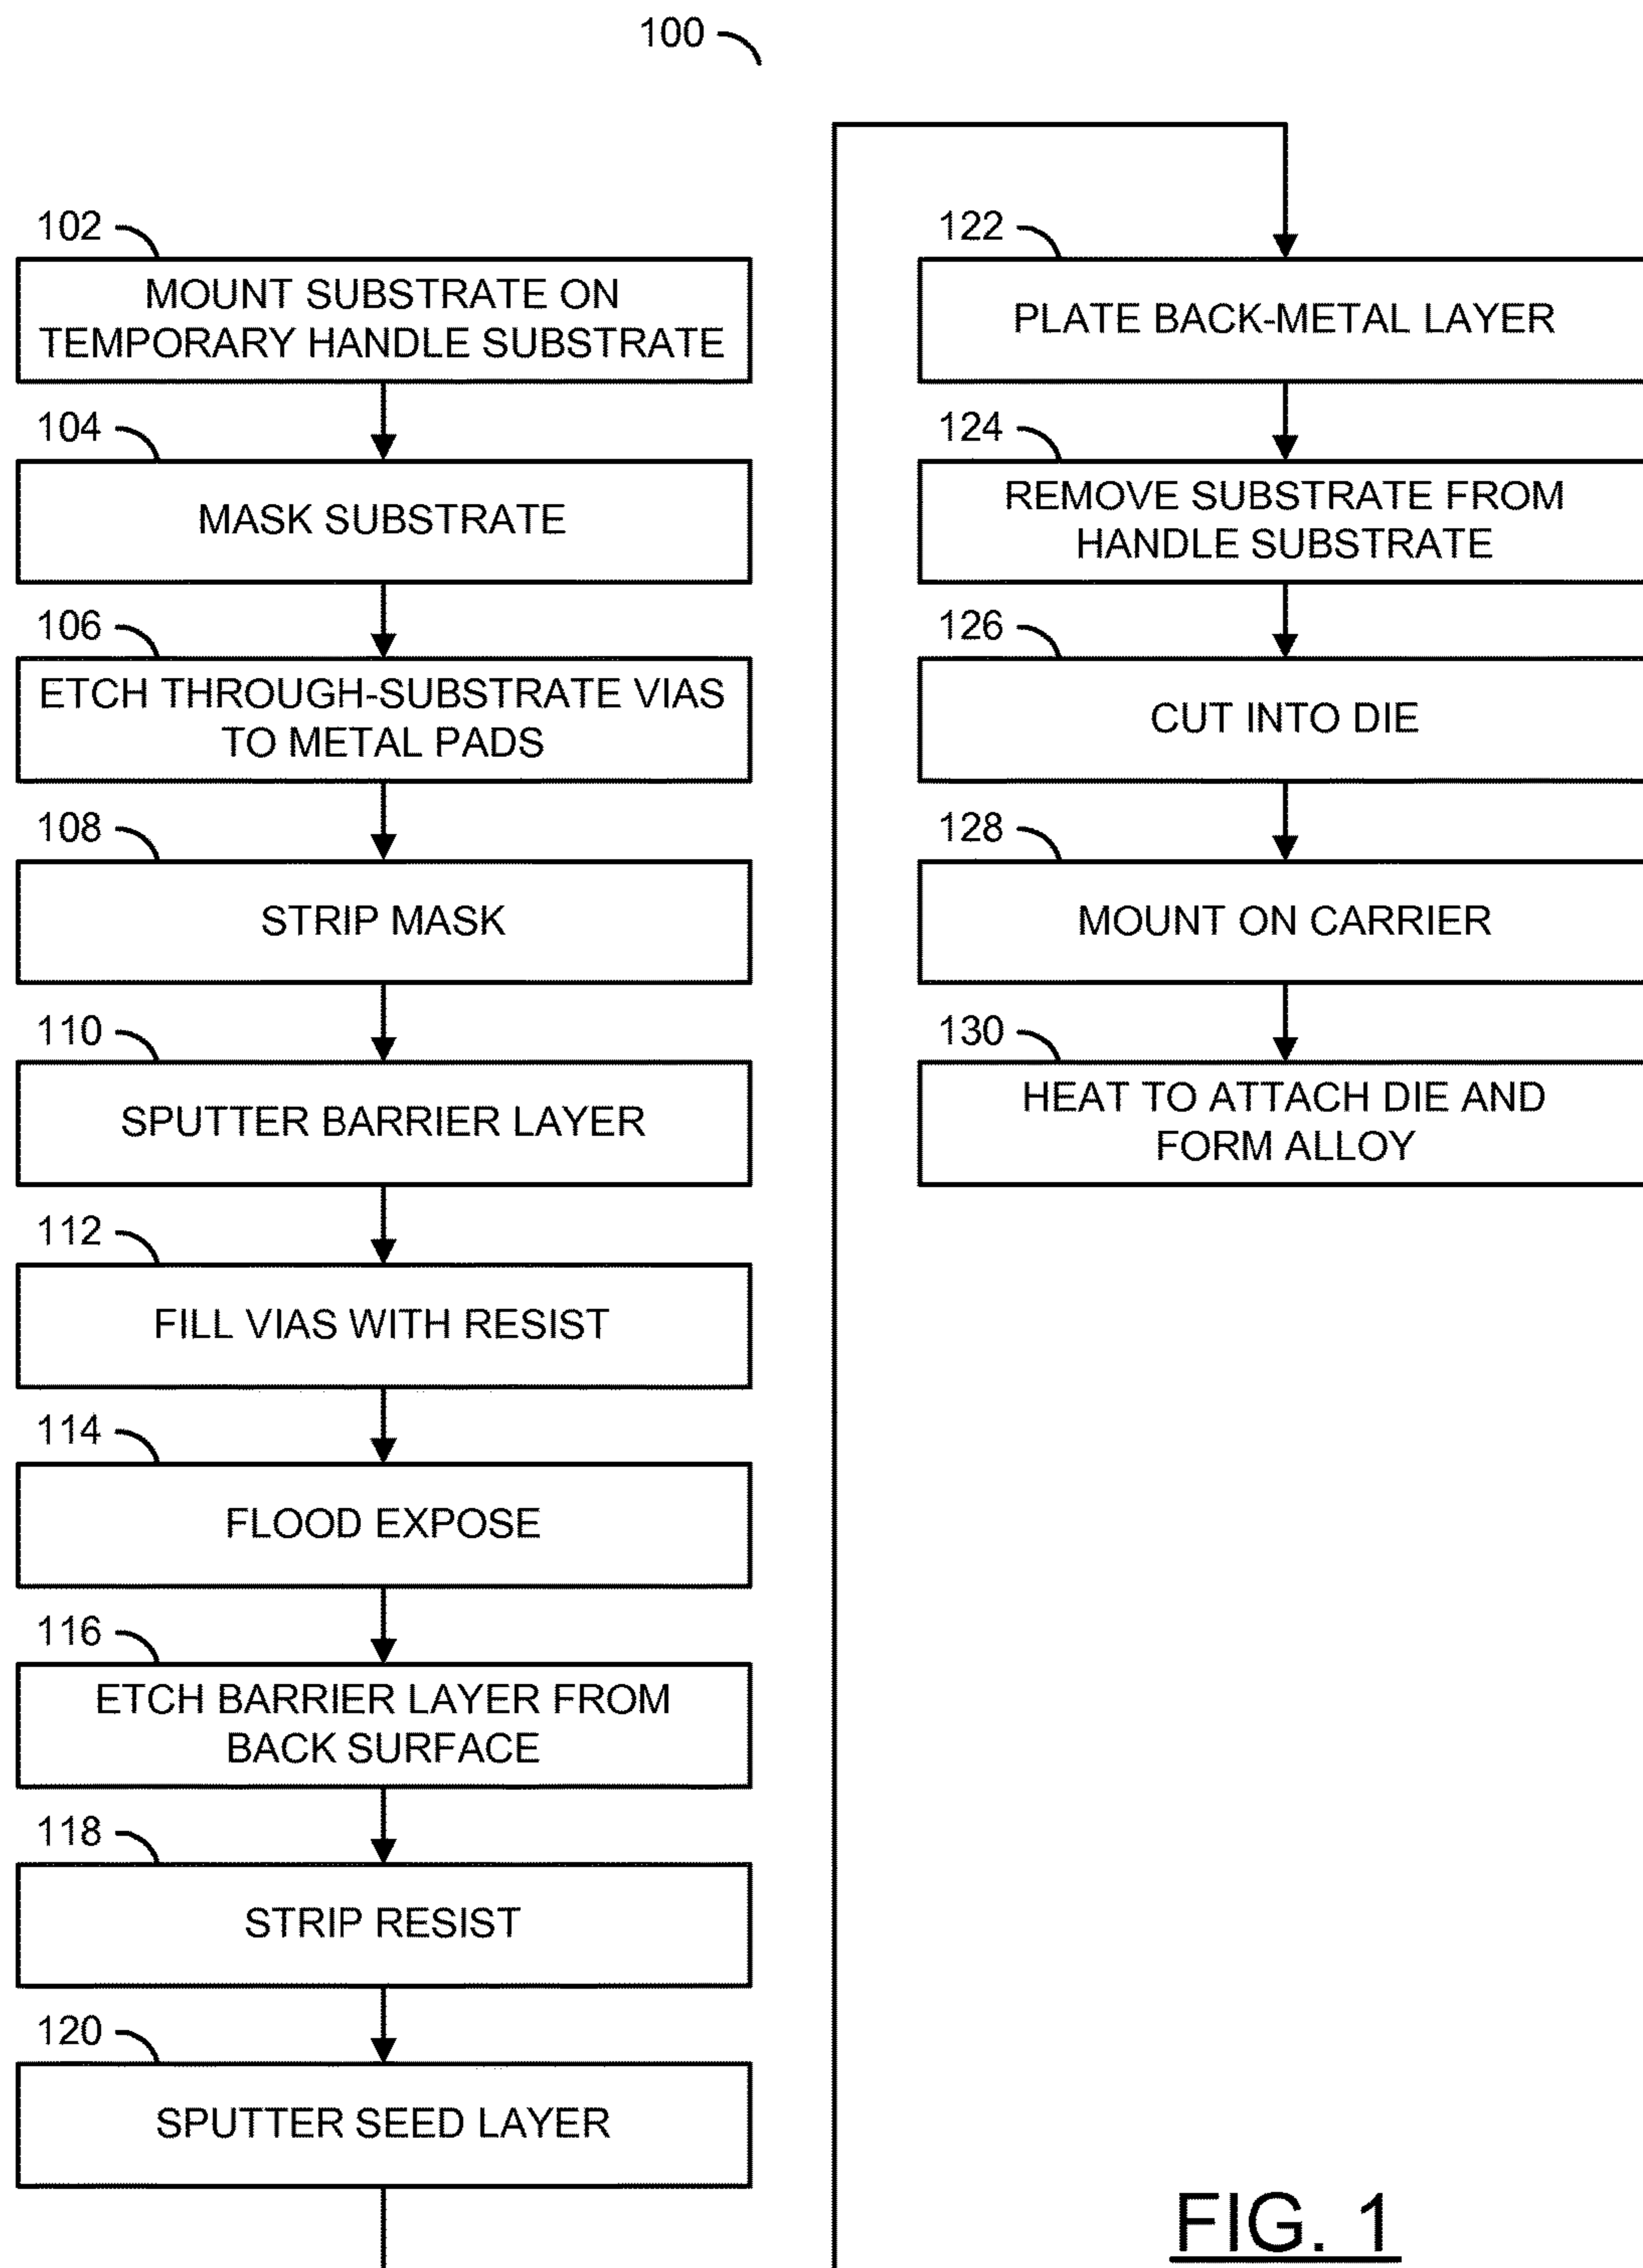 100
102
MOUNT SUBSTRATE ON
TEMPORARY HANDLE SUBSTRATE
104
MASK SUBSTRATE
106
ETCH THROUGH-SUBSTRATE VIAS
TO METAL PADS
108
STRIP MASK
110
SPUTTER BARRIER LAYER
112
FILL VIAS WITH RESIST
114
FLOOD EXPOSE
116
ETCH BARRIER LAYER FROM
BACK SURFACE
118
STRIP RESIST
120
SPUTTER SEED LAYER
122
PLATE BACK-METAL LAYER
124
REMOVE SUBSTRATE FROM
HANDLE SUBSTRATE
126
CUT INTO DIE
128
MOUNT ON CARRIER
130
HEAT TO ATTACH DIE AND
FORM ALLOY
FIG. 1